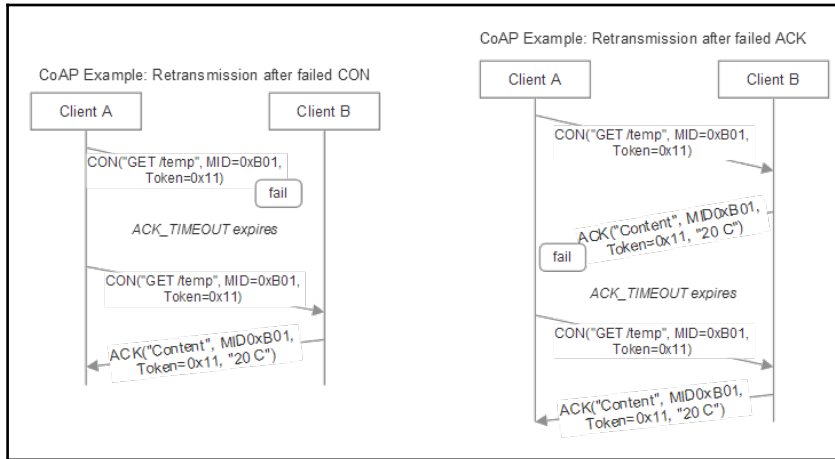 CoAP Example: Retransmission after failed CON
Client A
Client B
CON("GET /temp", MID=0xB01,
Token=0x11)
fail
ACK_TIMEOUT expires
CON("GET /temp", MID=0xB01,
Token=0x11)
ACK("Content", MID0xB01,
Token=0x11, "20 C")
CoAP Example: Retransmission after failed ACK
Client A
Client B
CON("GET /temp", MID=0xB01,
Token=0x11)
ACK("Content", MID0xB01,
Token=0x11, "20 C")
fail
ACK_TIMEOUT expires
CON("GET /temp", MID=0xB01,
Token=0x11)
ACK("Content", MID0xB01,
Token=0x11, "20 C")